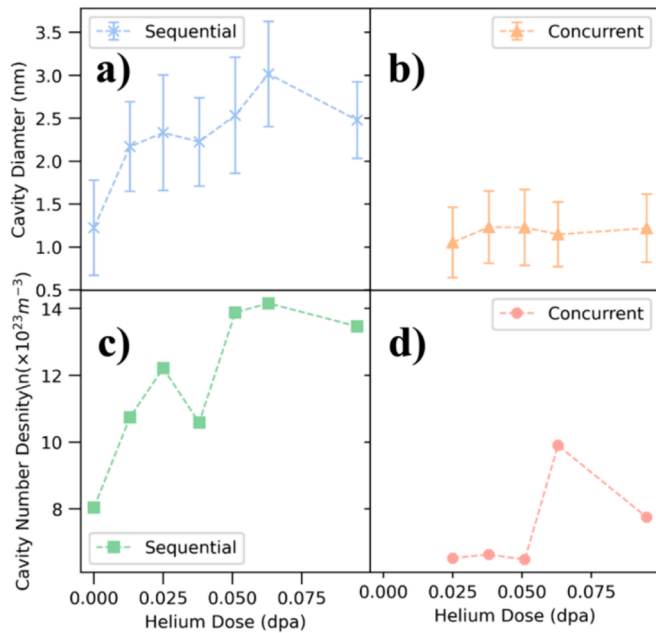 Sequential
a)
Concurrent
b)
3.5
3.0
2.5
2.0
1.5
1.0
0.5
Cavity Diamter (nm)
c)
Sequential
Concurrent
d)
14
12
10
8
Cavity Number Desnity\n(×10²³m⁻³)
0.000 0.025 0.050 0.075
Helium Dose (dpa)
0.000 0.025 0.050 0.075
Helium Dose (dpa)